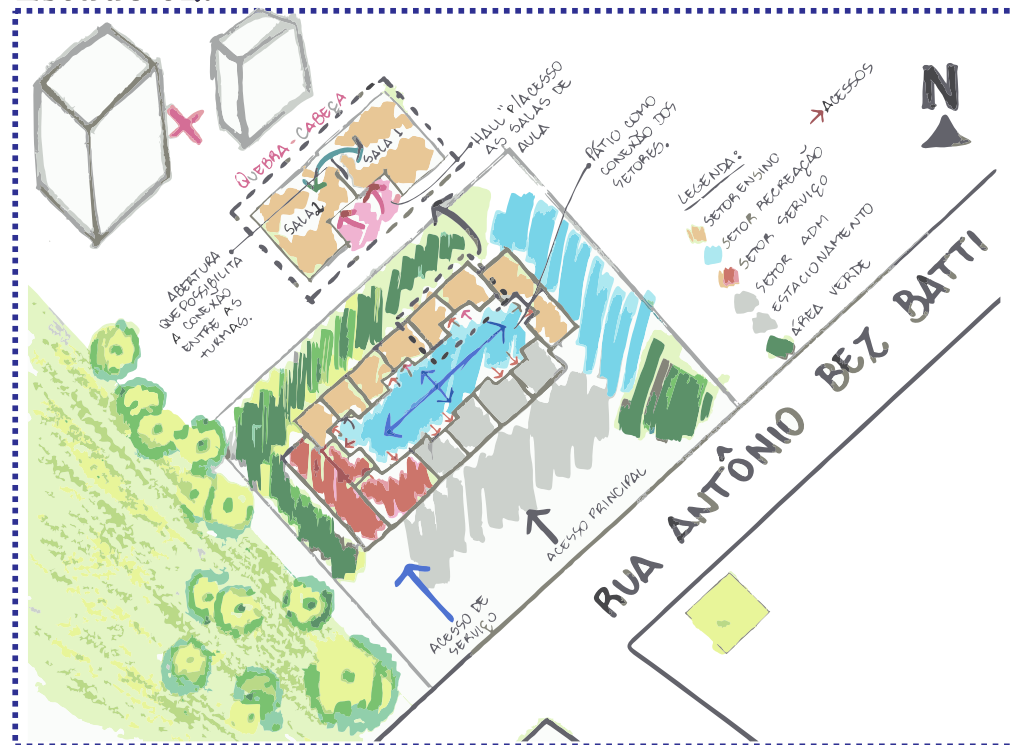 QUEBRA-CABEÇA
SALA 1
SALA 2
HALL P/ACESSO
AS SALAS DE
AULA
PÁTIO COMO
CONEXÃO DOS
SETORES.
ABERTURA
QUE POSSIBILITA
A CONEXÃO
ENTRE AS
TURMAS.
N
ACESSOS
LEGENDA:
SETOR ENSINO
SETOR RECREAÇÃO
SETOR SERVIÇO
SETOR ADM
ESTACIONAMENTO
ÁREA VERDE
RUA ANTÔNIO BEZ BATTI
ACESSO PRINCIPAL
ACESSO DE
SERVIÇO